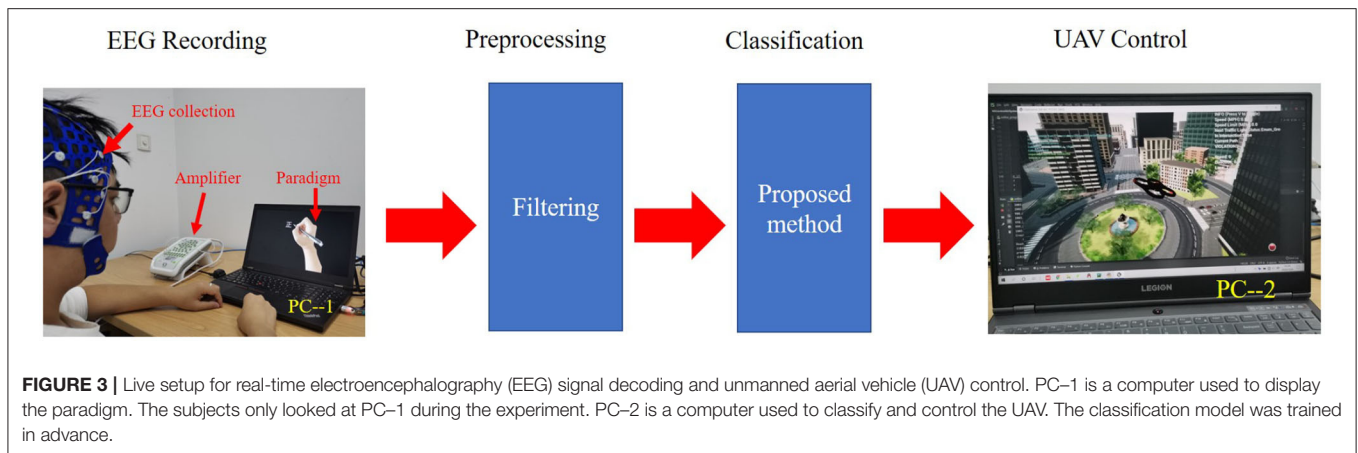 EEG Recording
Preprocessing
Classification
UAV Control
EEG collection
Amplifier
Paradigm
PC--1
Filtering
Proposed
method
LEGION
PC--2
FIGURE 3 | Live setup for real-time electroencephalography (EEG) signal decoding and unmanned aerial vehicle (UAV) control. PC–1 is a computer used to display
the paradigm. The subjects only looked at PC–1 during the experiment. PC–2 is a computer used to classify and control the UAV. The classification model was trained
in advance.